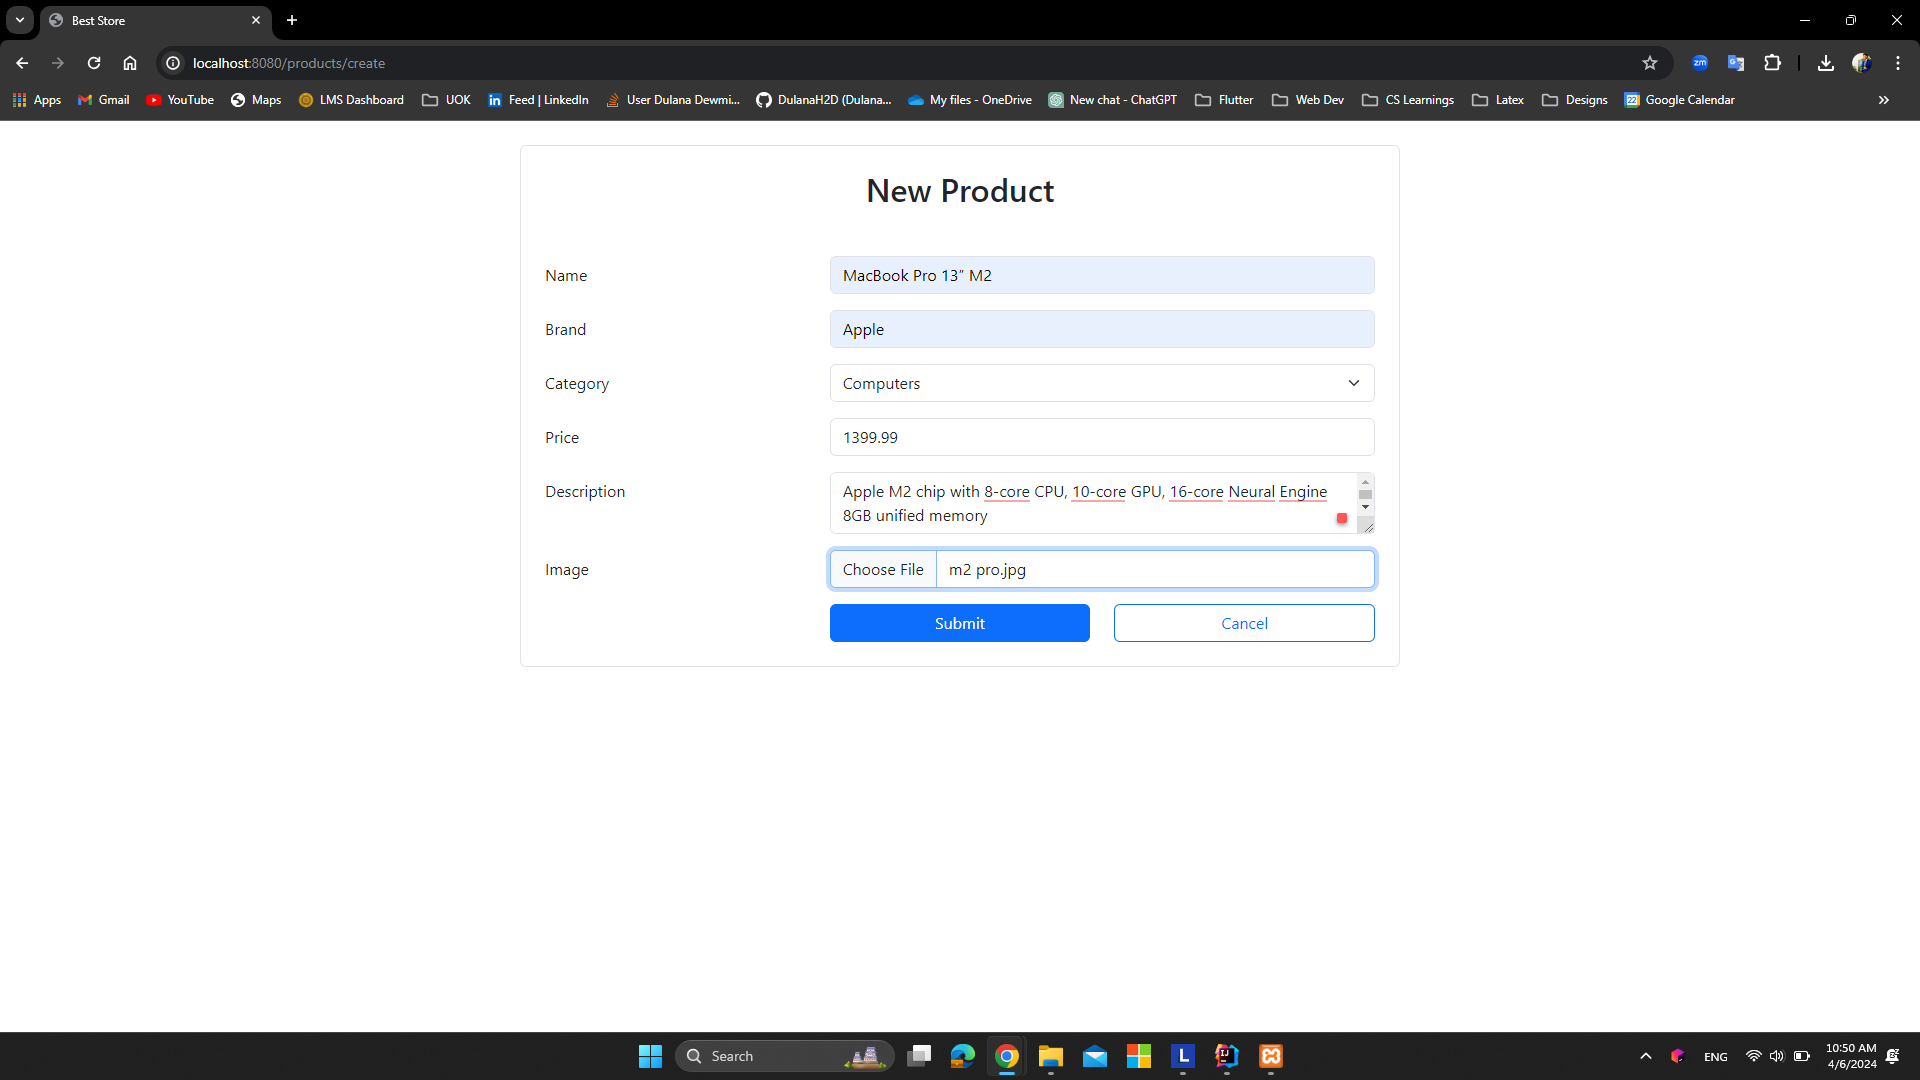 Best Store
localhost:8080/products/create
Apps Gmail YouTube Maps LMS Dashboard UOK Feed | LinkedIn User Dulana Dewmi... DulanaH2D (Dulana... My files - OneDrive New chat - ChatGPT Flutter Web Dev CS Learnings Latex Designs Google Calendar
New Product
Name MacBook Pro 13″ M2
Brand Apple
Category Computers
Price 1399.99
Description Apple M2 chip with 8-core CPU, 10-core GPU, 16-core Neural Engine
8GB unified memory
Image Choose File m2 pro.jpg
Submit Cancel
Search ENG 10:50 AM
4/6/2024